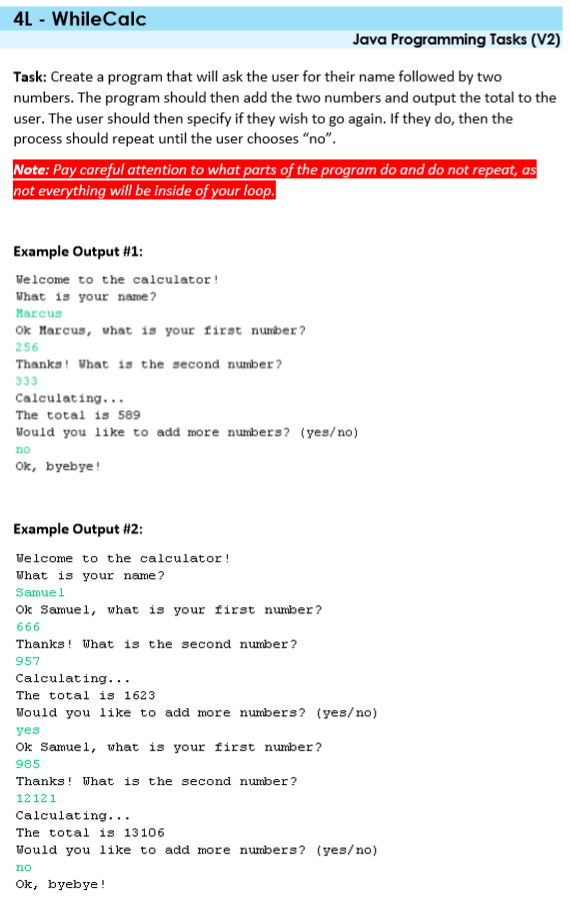 4L - WhileCalc
Java Programming Tasks (V2)
Task: Create a program that will ask the user for their name followed by two
numbers. The program should then add the two numbers and output the total to the
user. The user should then specify if they wish to go again. If they do, then the
process should repeat until the user chooses “no”.
Note: Pay careful attention to what parts of the program do and do not repeat, as
not everything will be inside of your loop.
Example Output #1:
Welcome to the calculator!
What is your name?
Marcus
Ok Marcus, what is your first number?
256
Thanks! What is the second number?
333
Calculating...
The total is 589
Would you like to add more numbers? (yes/no)
no
Ok, byebye!
Example Output #2:
Welcome to the calculator!
What is your name?
Samuel
Ok Samuel, what is your first number?
666
Thanks! What is the second number?
957
Calculating...
The total is 1623
Would you like to add more numbers? (yes/no)
yes
Ok Samuel, what is your first number?
985
Thanks! What is the second number?
12121
Calculating...
The total is 13106
Would you like to add more numbers? (yes/no)
no
Ok, byebye!